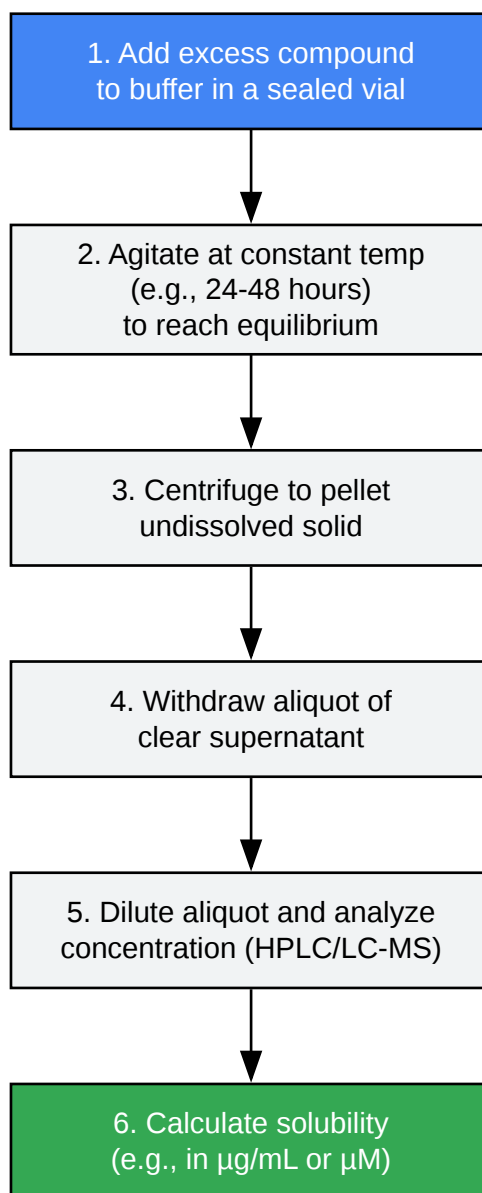 1. Add excess compound
to buffer in a sealed vial
2. Agitate at constant temp
(e.g., 24-48 hours)
to reach equilibrium
3. Centrifuge to pellet
undissolved solid
4. Withdraw aliquot of
clear supernatant
5. Dilute aliquot and analyze
concentration (HPLC/LC-MS)
6. Calculate solubility
(e.g., in µg/mL or µM)